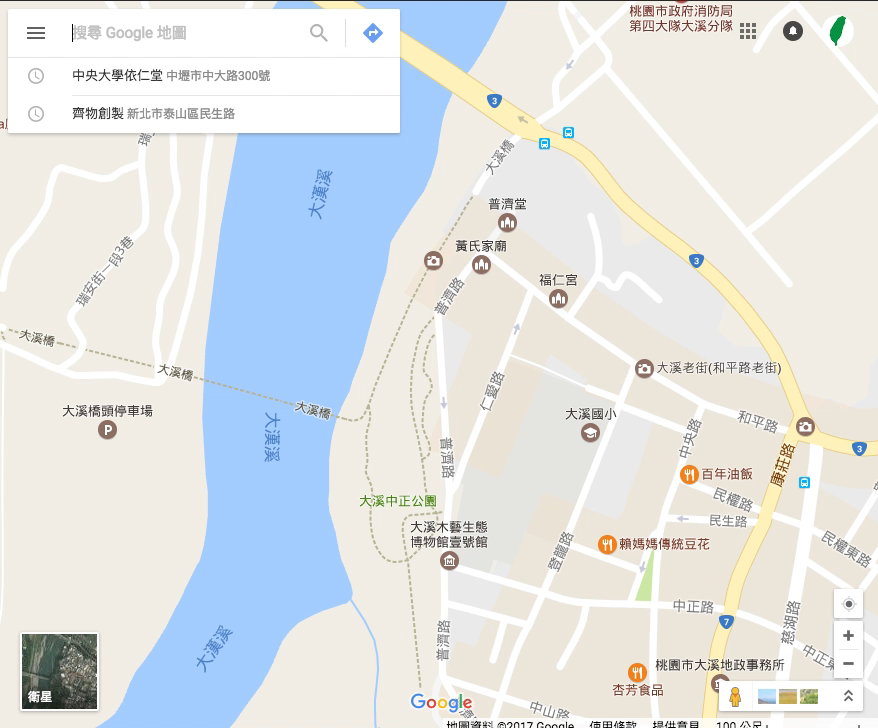 搜尋 Google 地圖
中央大學依仁堂 中壢市中大路300號
齊物創製 新北市泰山區民生路
桃園市政府消防局
第四大隊大溪分隊
3
大溪橋
大漢溪
普濟堂
黃氏家廟
瑞安街一段3巷
福仁宮
3
普濟路
大溪橋
大溪橋
大溪老街(和平路老街)
仁愛路
大溪橋
大溪橋頭停車場
P
大溪國小
和平路
大漢溪
中央路
3
普濟路
康莊路
百年油飯
大溪中正公園
民權路
民生路
大溪木藝生態
博物館壹號館
賴媽媽傳統豆花
登龍路
民權東路
中正路
7
慈湖路
普濟路
大漢溪
中正東
桃園市大溪地政事務所
杏芳食品
衛星
Google
中山路
地圖資料 ©2017 Google
使用條款
提供意見
100 公尺